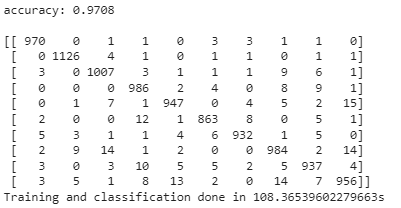 accuracy: 0.9708
[[ 970 0 1 1 0 3 3 1 1 0]
[ 0 1126 4 1 0 1 1 0 1 1]
[ 3 0 1007 3 1 1 1 9 6 1]
[ 0 0 0 986 2 4 0 8 9 1]
[ 0 1 7 1 947 0 4 5 2 15]
[ 2 0 0 12 1 863 8 0 5 1]
[ 5 3 1 1 4 6 932 1 5 0]
[ 2 9 14 1 2 0 0 984 2 14]
[ 3 0 3 10 5 5 2 5 937 4]
[ 3 5 1 8 13 2 0 14 7 956]]
Training and classification done in 108.36539602279663s